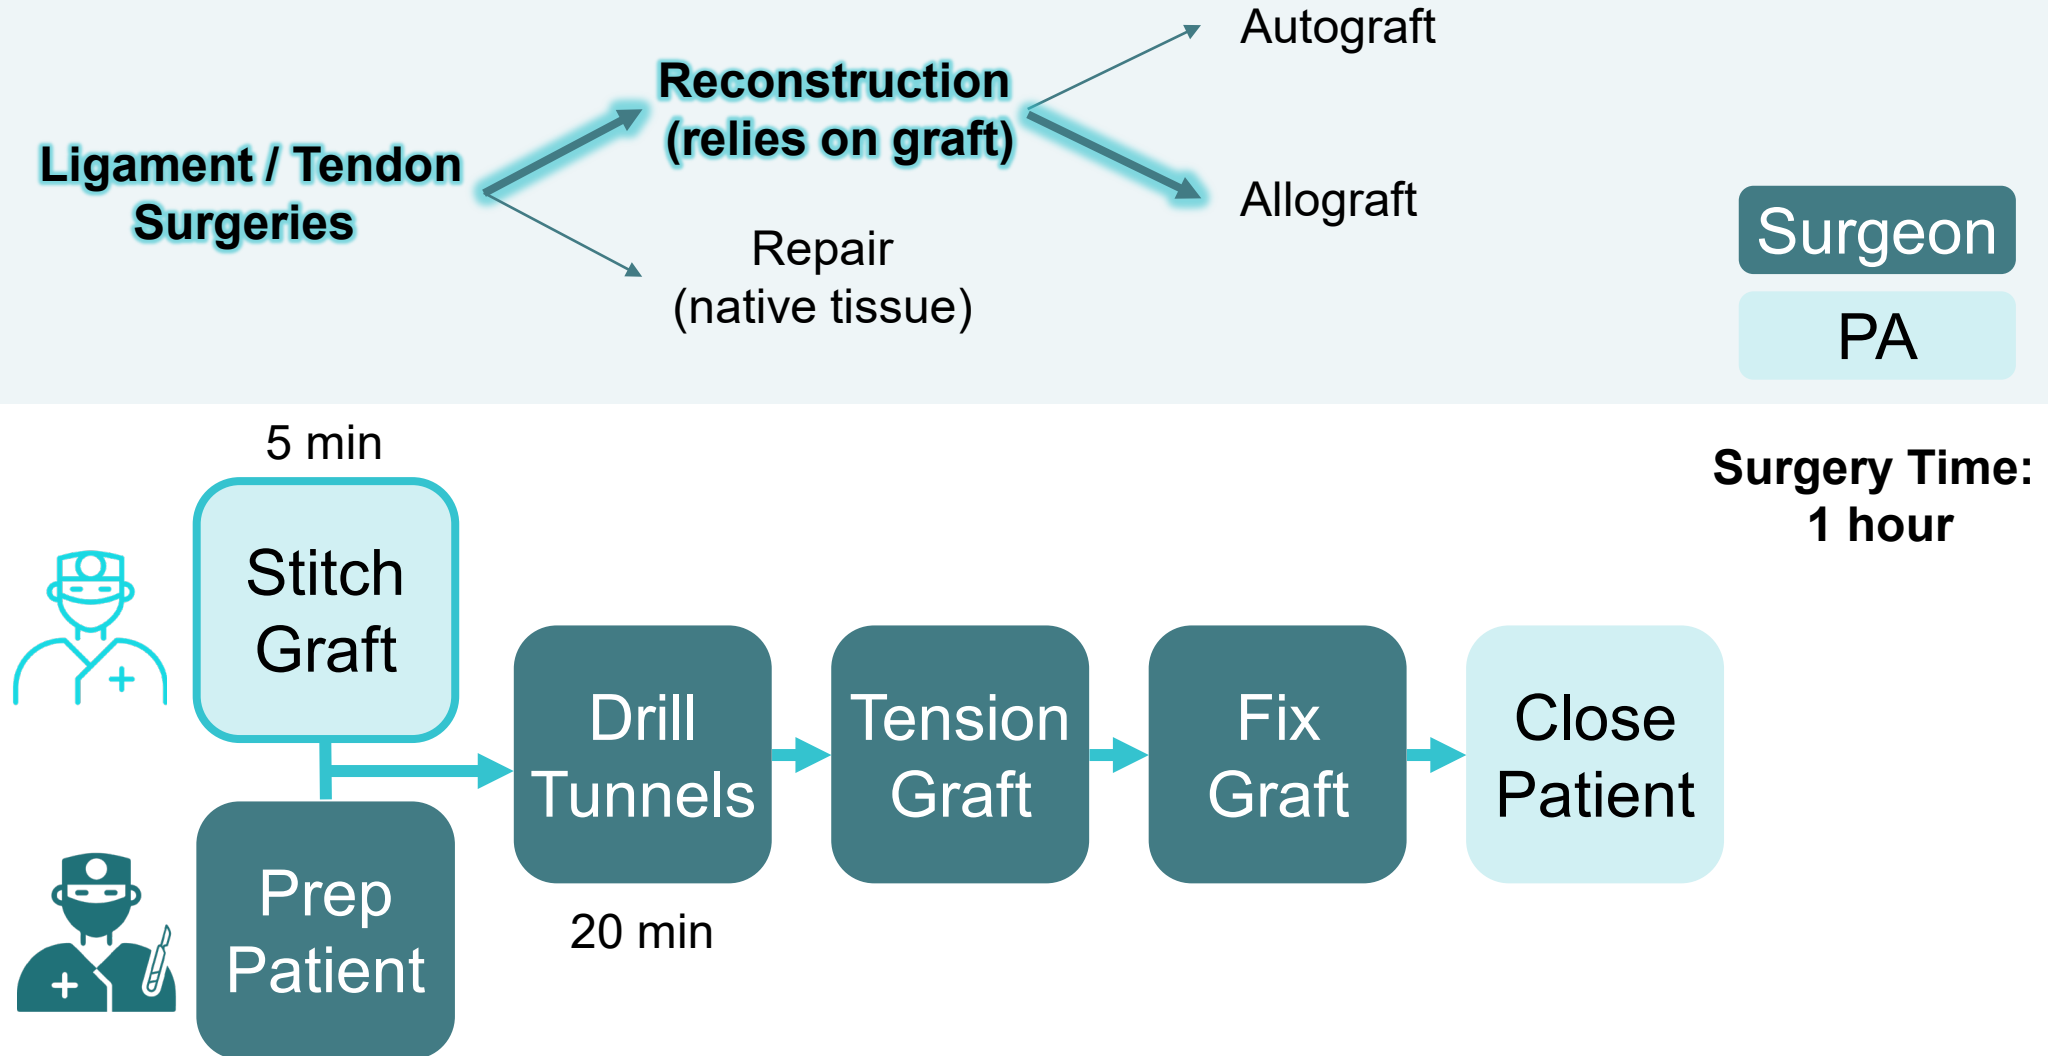 Autograft
Reconstruction
(relies on graft)
Ligament / Tendon
Surgeries
Allograft
Repair
(native tissue)
Surgeon
PA
5 min
Surgery Time:
1 hour
Stitch
Graft
Prep
Patient
Drill
Tunnels
20 min
Tension
Graft
Fix
Graft
Close
Patient